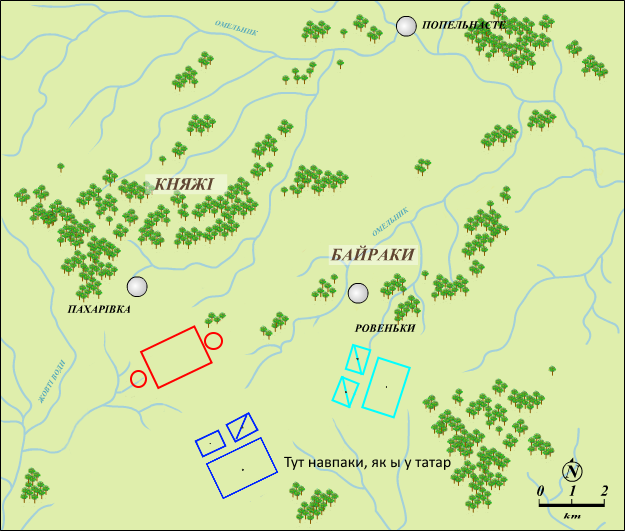 ОМЕЛЬНИК
ПОПЕЛЬНАСТЕ
КНЯЖІ
ОМЕЛЬНИК
БАЙРАКИ
ПАХАРІВКА
РОВЕНЬКИ
ЖОВТІ ВОДИ
Тут навпаки, як ы у татар
N
0 1 2
km